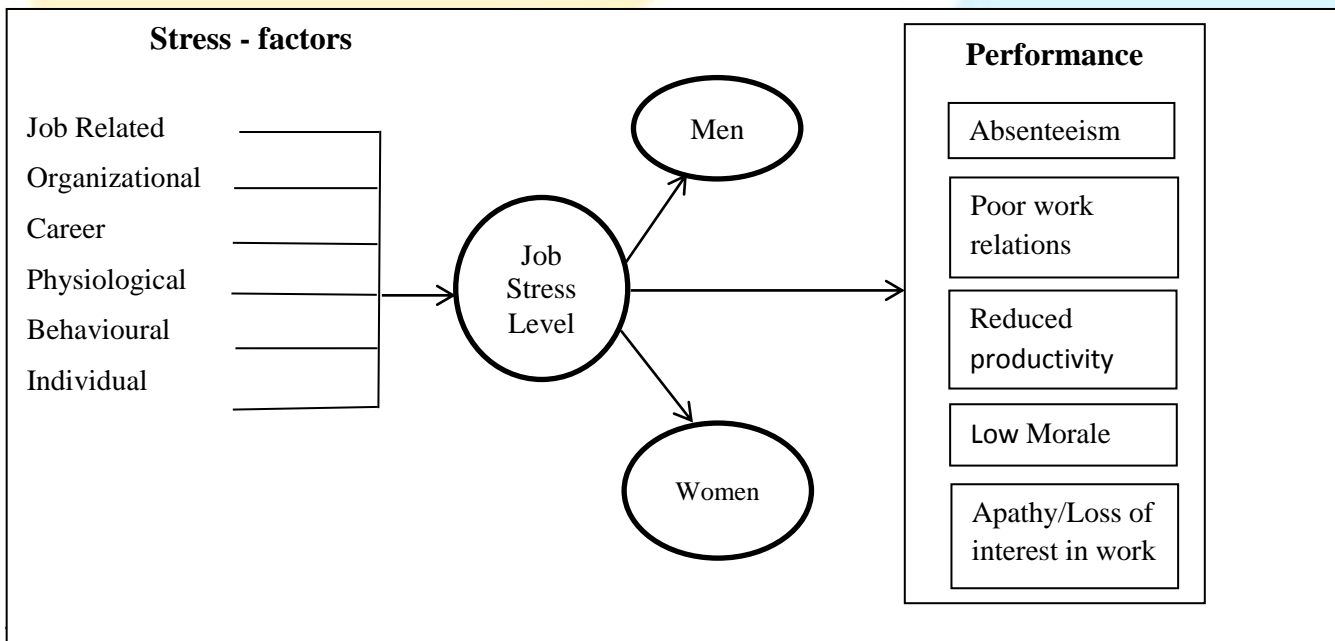 Stress - factors
Job Related
Organizational
Career
Physiological
Behavioural
Individual
Job
Stress
Level
Men
Women
Performance
Absenteeism
Poor work
relations
Reduced
productivity
Low Morale
Apathy/Loss of
interest in work